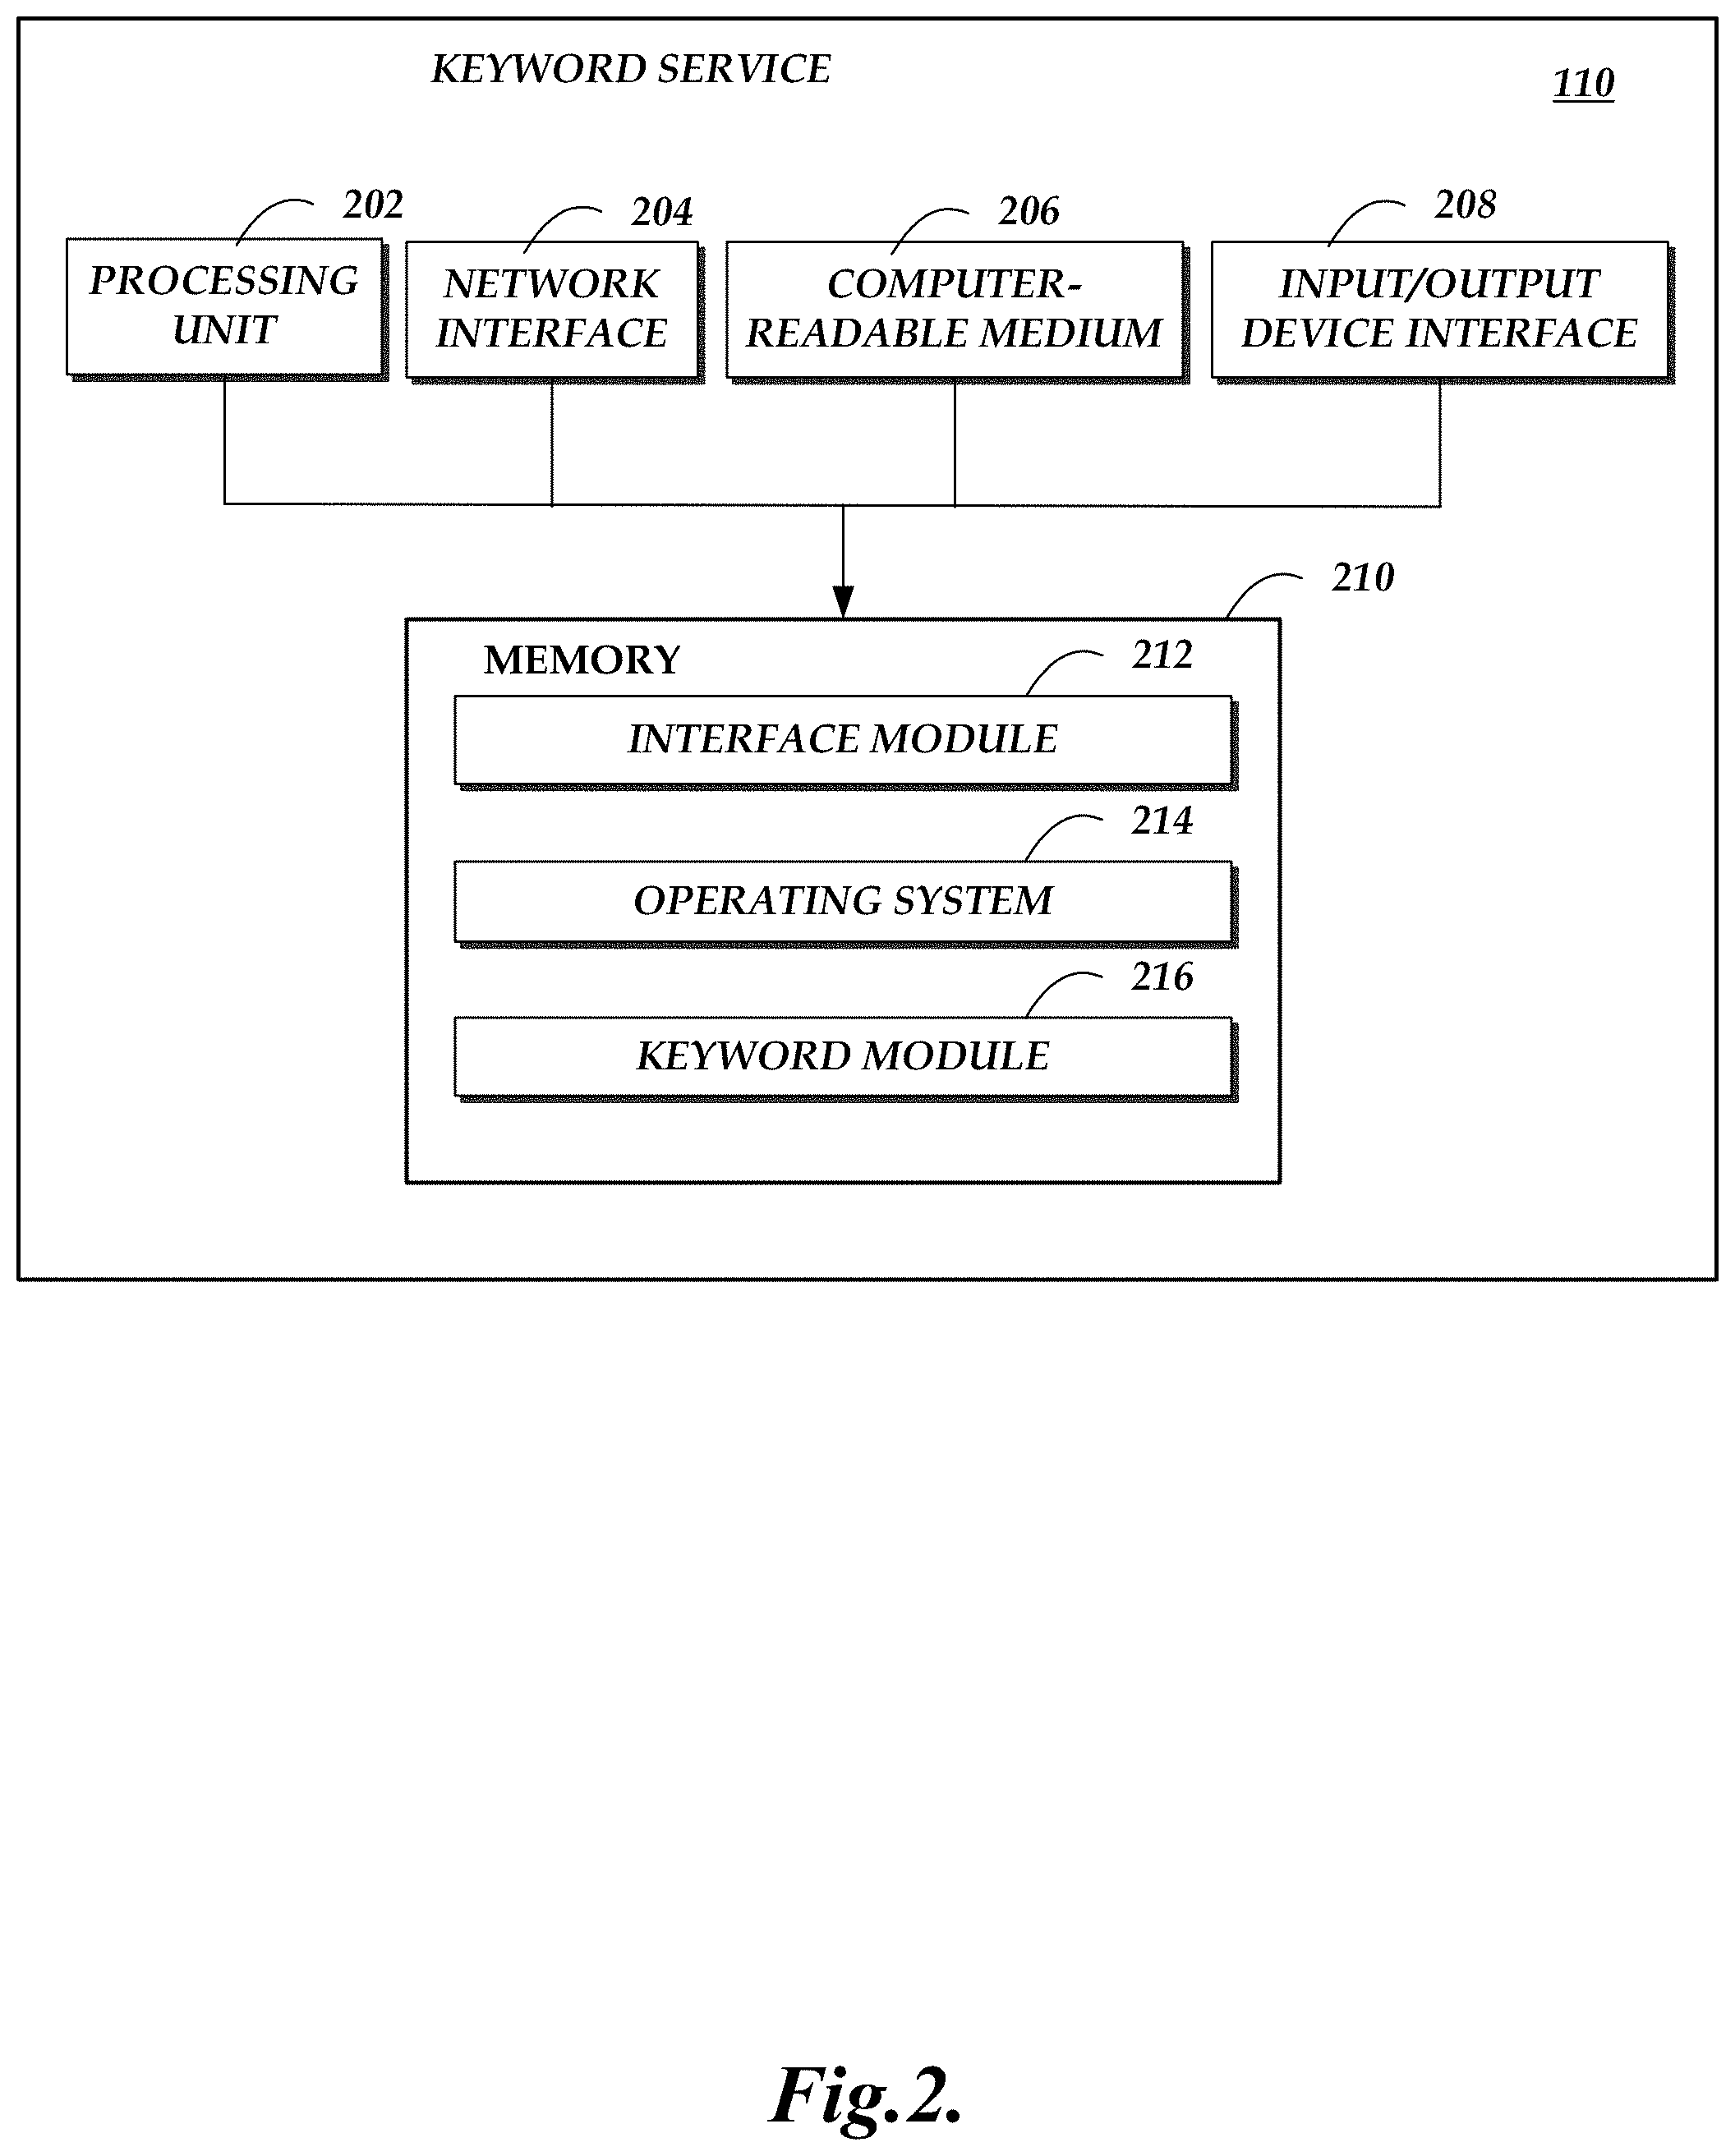 KEYWORD SERVICE
110
202
204
206
208
PROCESSING
UNIT
NETWORK
INTERFACE
COMPUTER-
READABLE MEDIUM
INPUT/OUTPUT
DEVICE INTERFACE
210
MEMORY
212
INTERFACE MODULE
214
OPERATING SYSTEM
216
KEYWORD MODULE
Fig.2.